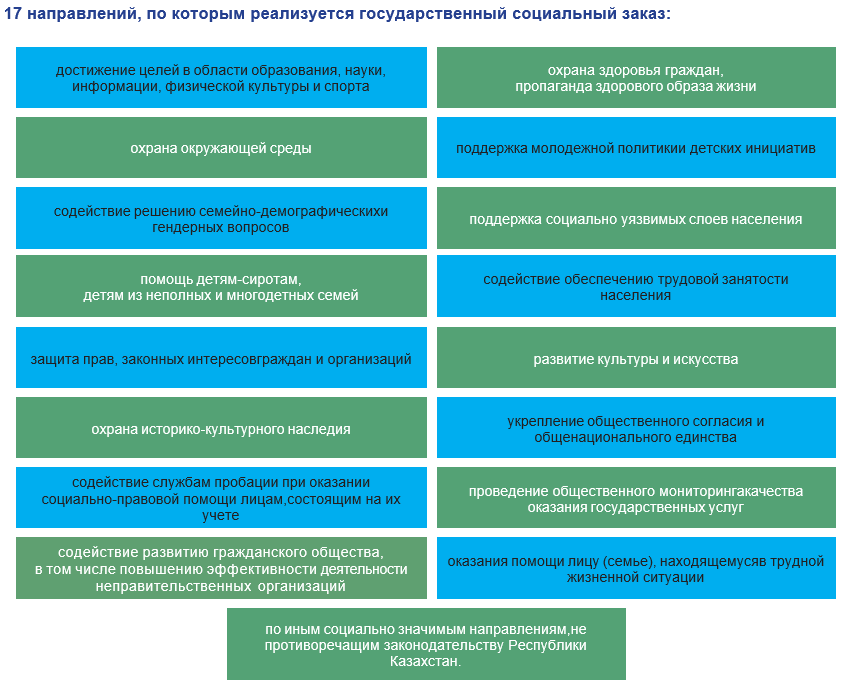 17 направлений, по которым реализуется государственный социальный заказ:
достижение целей в области образования, науки,
информации, физической культуры и спорта
охрана здоровья граждан,
пропаганда здорового образа жизни
охрана окружающей среды
поддержка молодежной политикии детских инициатив
содействие решению семейно-демографическихи
гендерных вопросов
поддержка социально уязвимых слоев населения
помощь детям-сиротам,
детям из неполных и многодетных семей
содействие обеспечению трудовой занятости
населения
защита прав, законных интересовграждан и организаций
развитие культуры и искусства
охрана историко-культурного наследия
укрепление общественного согласия и
общенационального единства
содействие службам пробации при оказании
социально-правовой помощи лицам,состоящим на их
учете
проведение общественного мониторингакачества
оказания государственных услуг
содействие развитию гражданского общества,
в том числе повышению эффективности деятельности
неправительственных организаций
оказания помощи лицу (семье), находящемусяв трудной
жизненной ситуации
по иным социально значимым направлениям,не
противоречащим законодательству Республики
Казахстан.